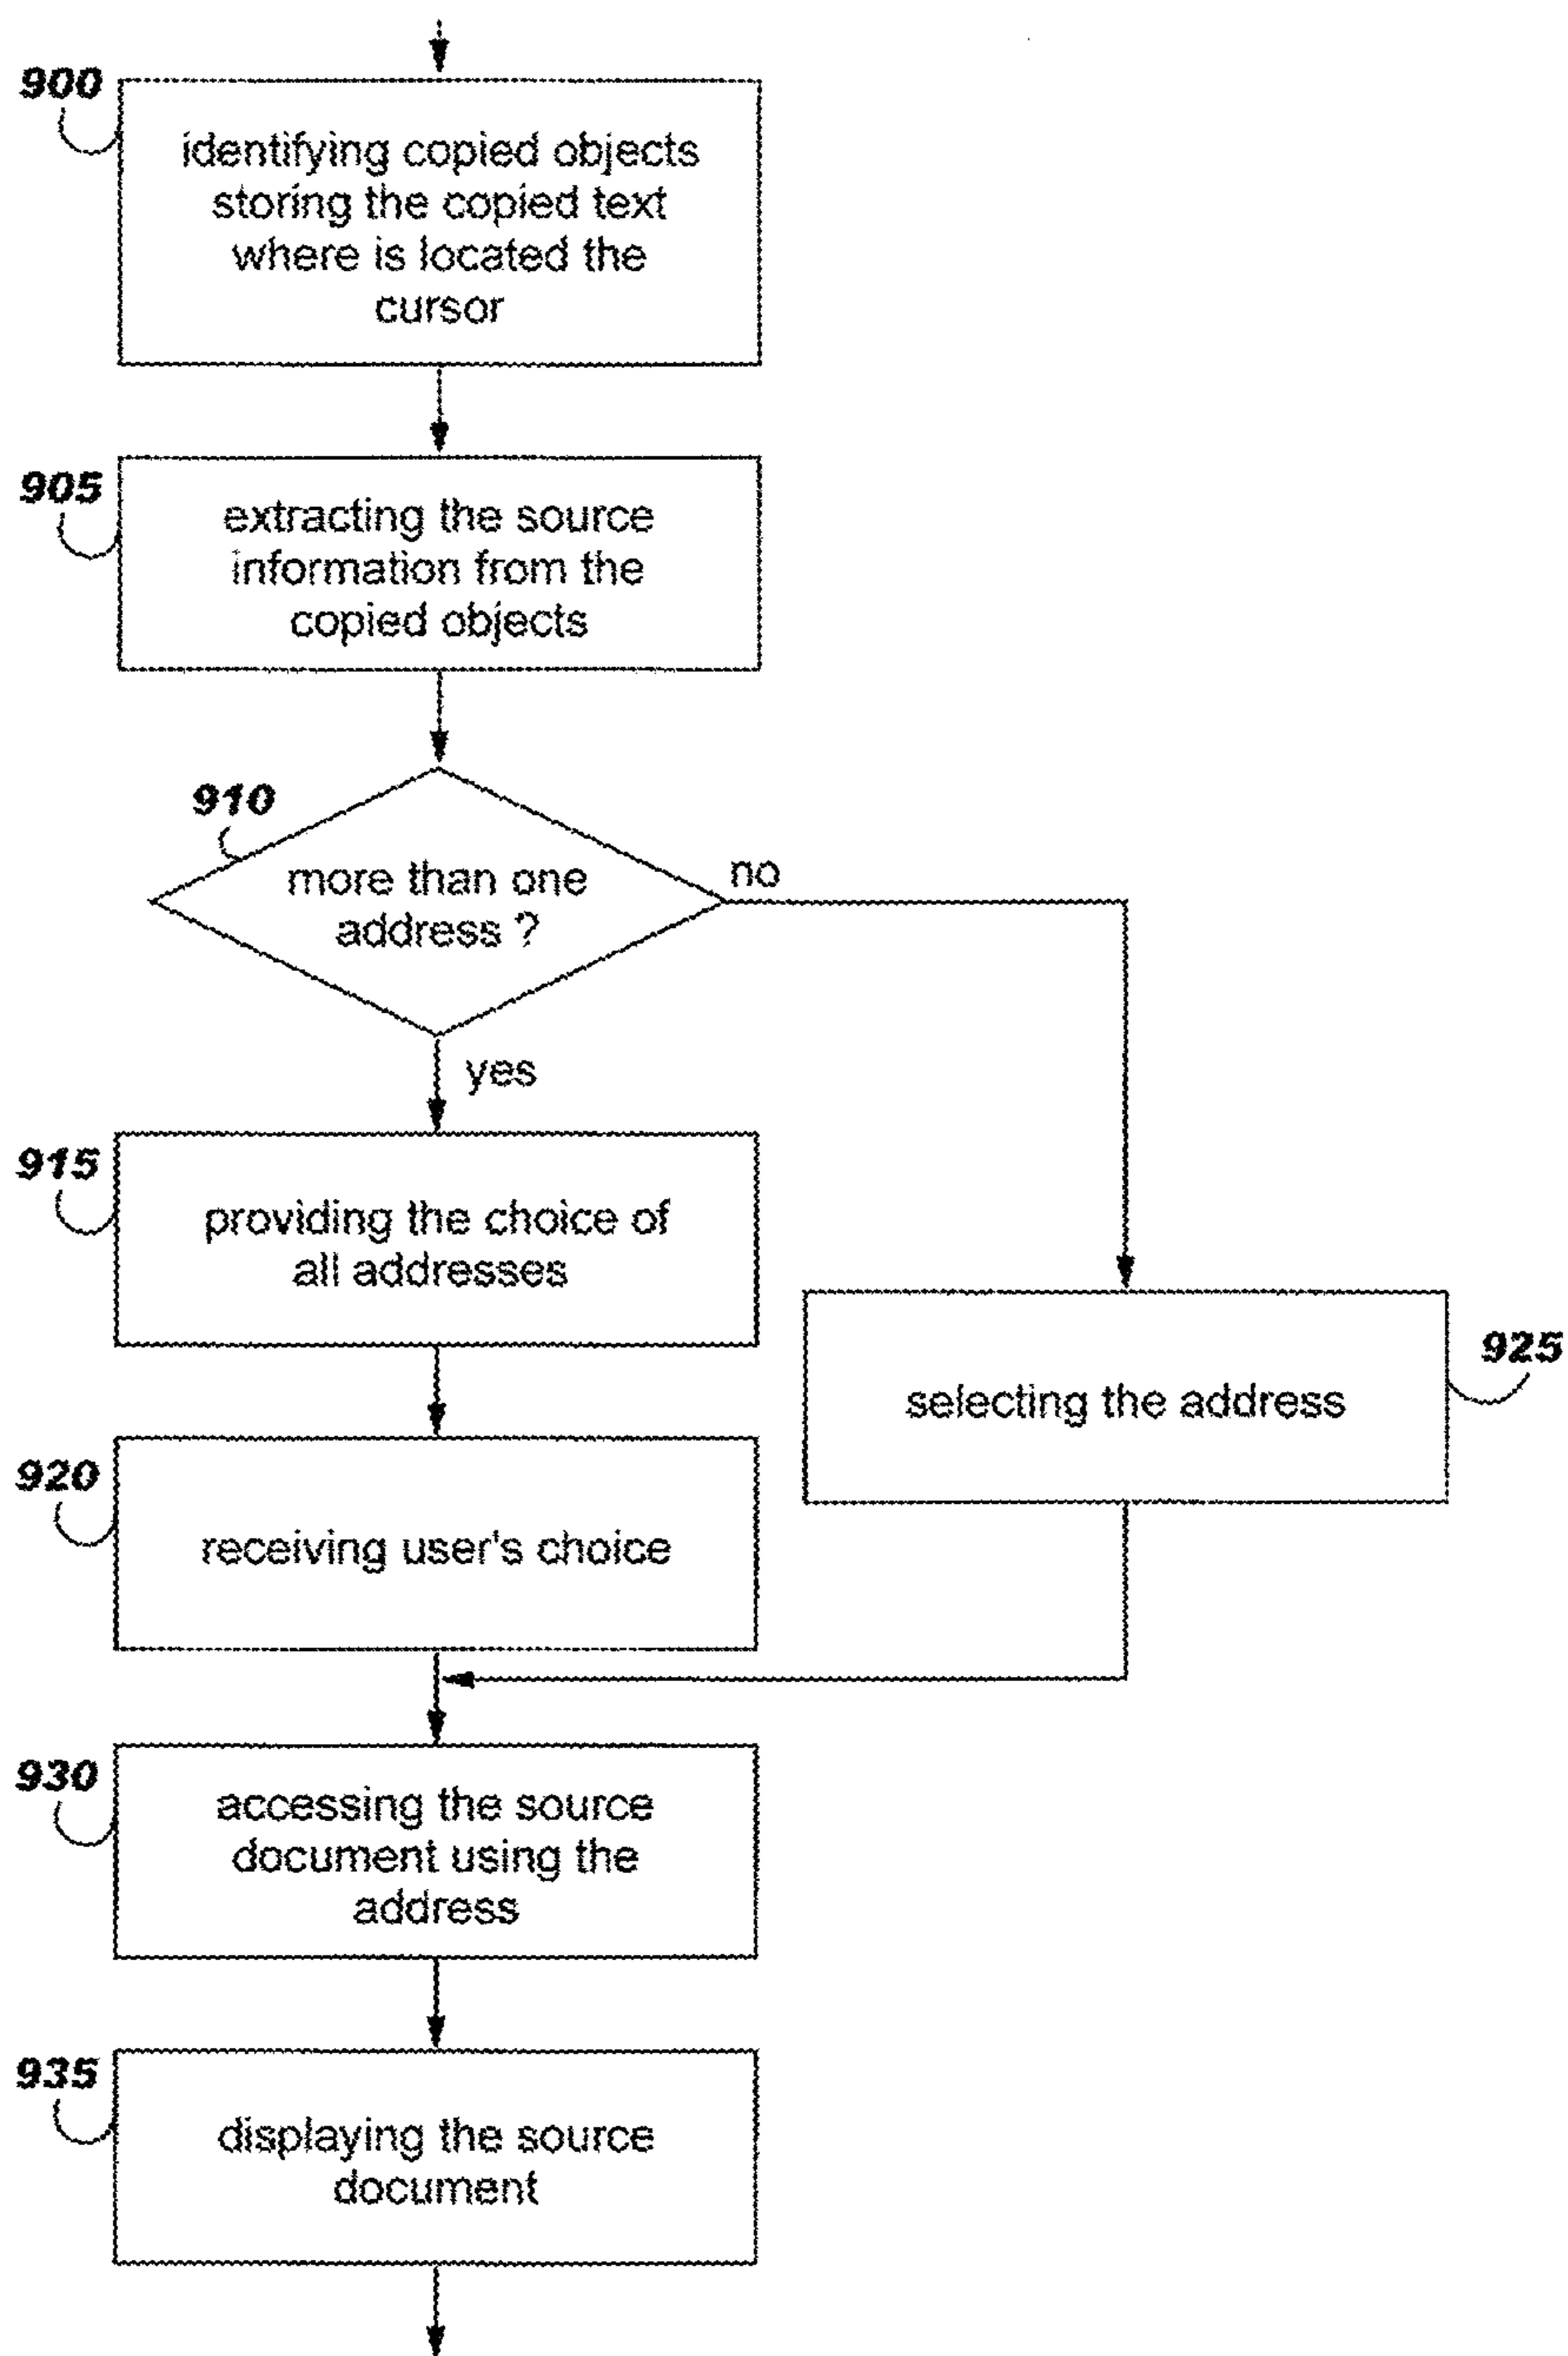 900
identifying copied objects
storing the copied text
where is located the
cursor
905
extracting the source
information from the
copied objects
910
more than one
address ?
no
yes
915
providing the choice of
all addresses
925
selecting the address
920
receiving user's choice
930
accessing the source
document using the
address
935
displaying the source
document